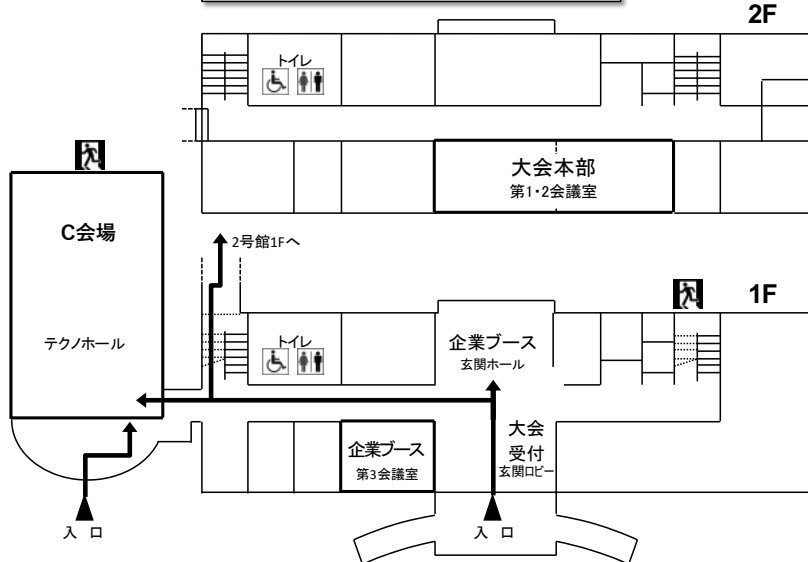 2F
トイレ
大会本部
第1・2会議室
C会場
テクノホール
2号館1Fへ
1F
トイレ
企業ブース
玄関ホール
企業ブース
第3会議室
大会
受付
玄関ロビー
入 口
入 口